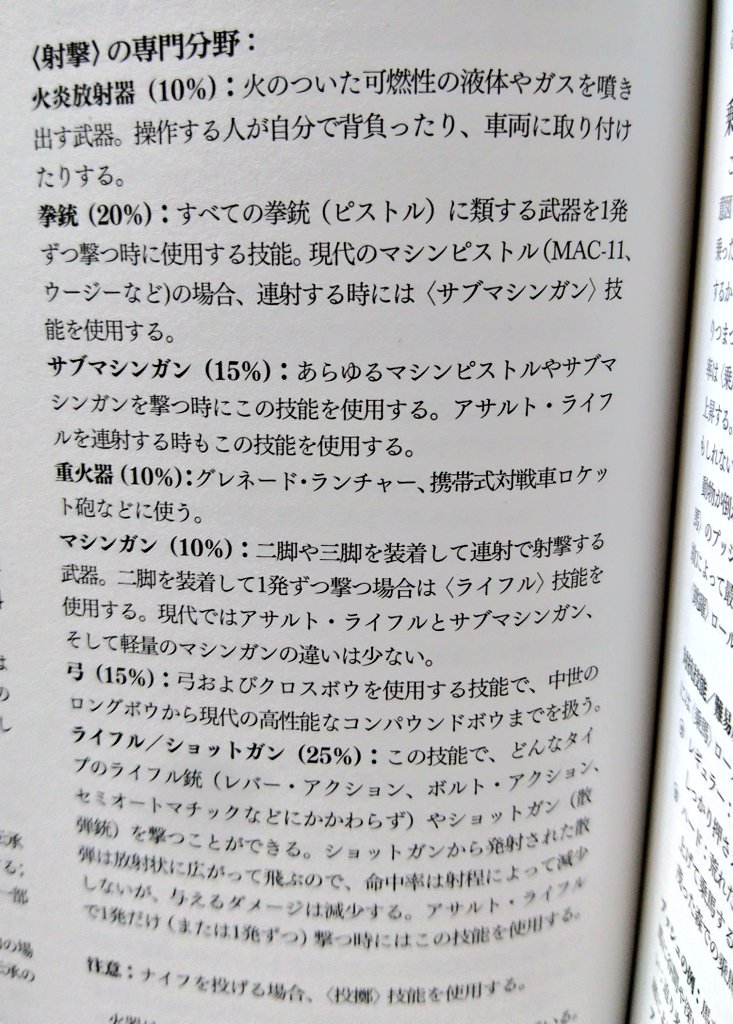 〈射撃〉の専門分野：
火炎放射器（10%）：火のついた可燃性の液体やガスを噴き
出す武器。操作する人が自分で背負ったり、車両に取り付け
たりする。
拳銃（20%）：すべての拳銃（ピストル）に類する武器を1発
ずつ撃つ時に使用する技能。現代のマシンピストル(MAC-11、
ウージーなど)の場合、連射する時には〈サブマシンガン〉技
能を使用する。
サブマシンガン（15%）：あらゆるマシンピストルやサブマ
シンガンを撃つ時にこの技能を使用する。アサルト・ライフ
ルを連射する時もこの技能を使用する。
重火器（10%）：グレネード・ランチャー、携帯式対戦車ロケッ
ト砲などに使う。
マシンガン（10%）：二脚や三脚を装着して連射で射撃する
武器。二脚を装着して1発ずつ撃つ場合は〈ライフル〉技能を
使用する。現代ではアサルト・ライフルとサブマシンガン、
そして軽量のマシンガンの違いは少ない。
弓（15%）：弓およびクロスボウを使用する技能で、中世の
ロングボウから現代の高性能なコンパウンドボウまでを扱う。
ライフル／ショットガン（25%）：この技能で、どんなタイ
プのライフル銃（レバー・アクション、ボルト・アクション、
セミオートマチックなどにかかわらず）やショットガン（散
弾銃）を撃つことができる。ショットガンから発射された散
弾は放射状に広がって飛ぶので、命中率は射程によって減少
しないが、与えるダメージは減少する。アサルト・ライフル
で1発だけ（または1発ずつ）撃つ時にはこの技能を使用する。
注意：ナイフを投げる場合、〈投擲〉技能を使用する。